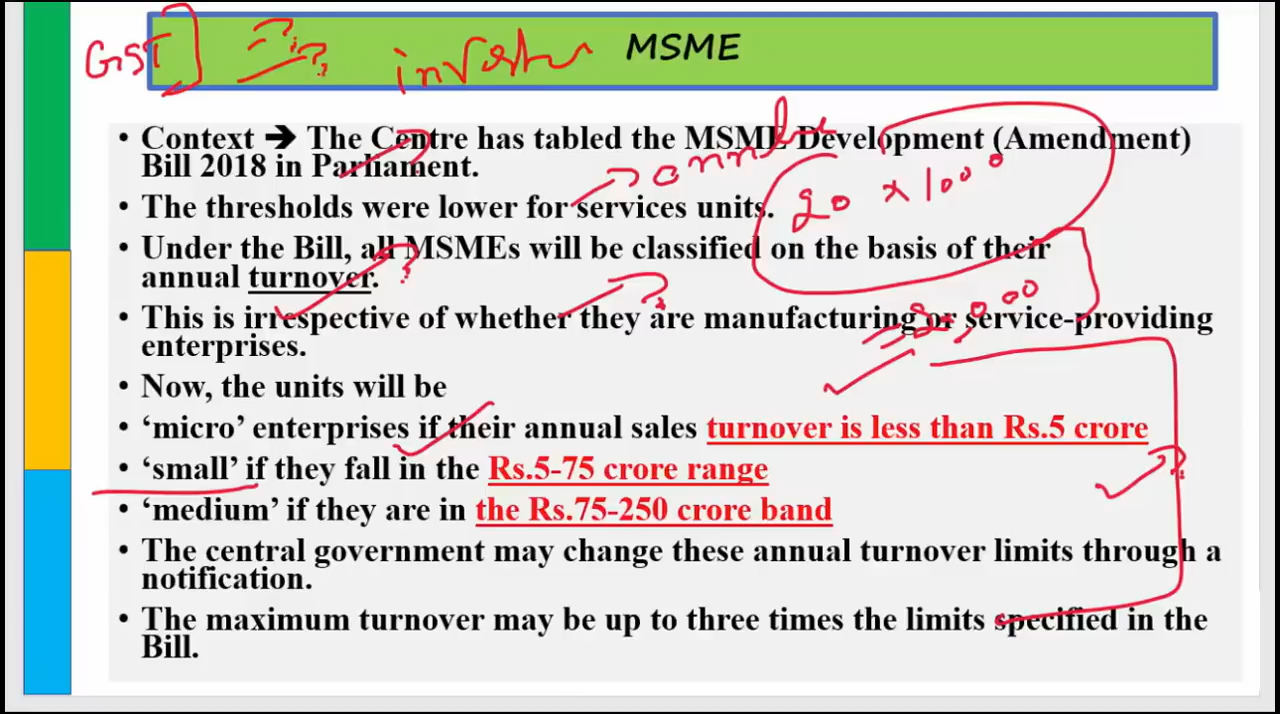 GST
MSME
• Context ➔ The Centre has tabled the MSME Development (Amendment)
Bill 2018 in Parliament.
• The thresholds were lower for services units.
20 x 1000
• Under the Bill, all MSMEs will be classified on the basis of their
annual turnover.
• This is irrespective of whether they are manufacturing or service-providing
enterprises.
• Now, the units will be
• ‘micro’ enterprises if their annual sales turnover is less than Rs.5 crore
• ‘small’ if they fall in the Rs.5-75 crore range
• ‘medium’ if they are in the Rs.75-250 crore band
• The central government may change these annual turnover limits through a
notification.
• The maximum turnover may be up to three times the limits specified in the
Bill.